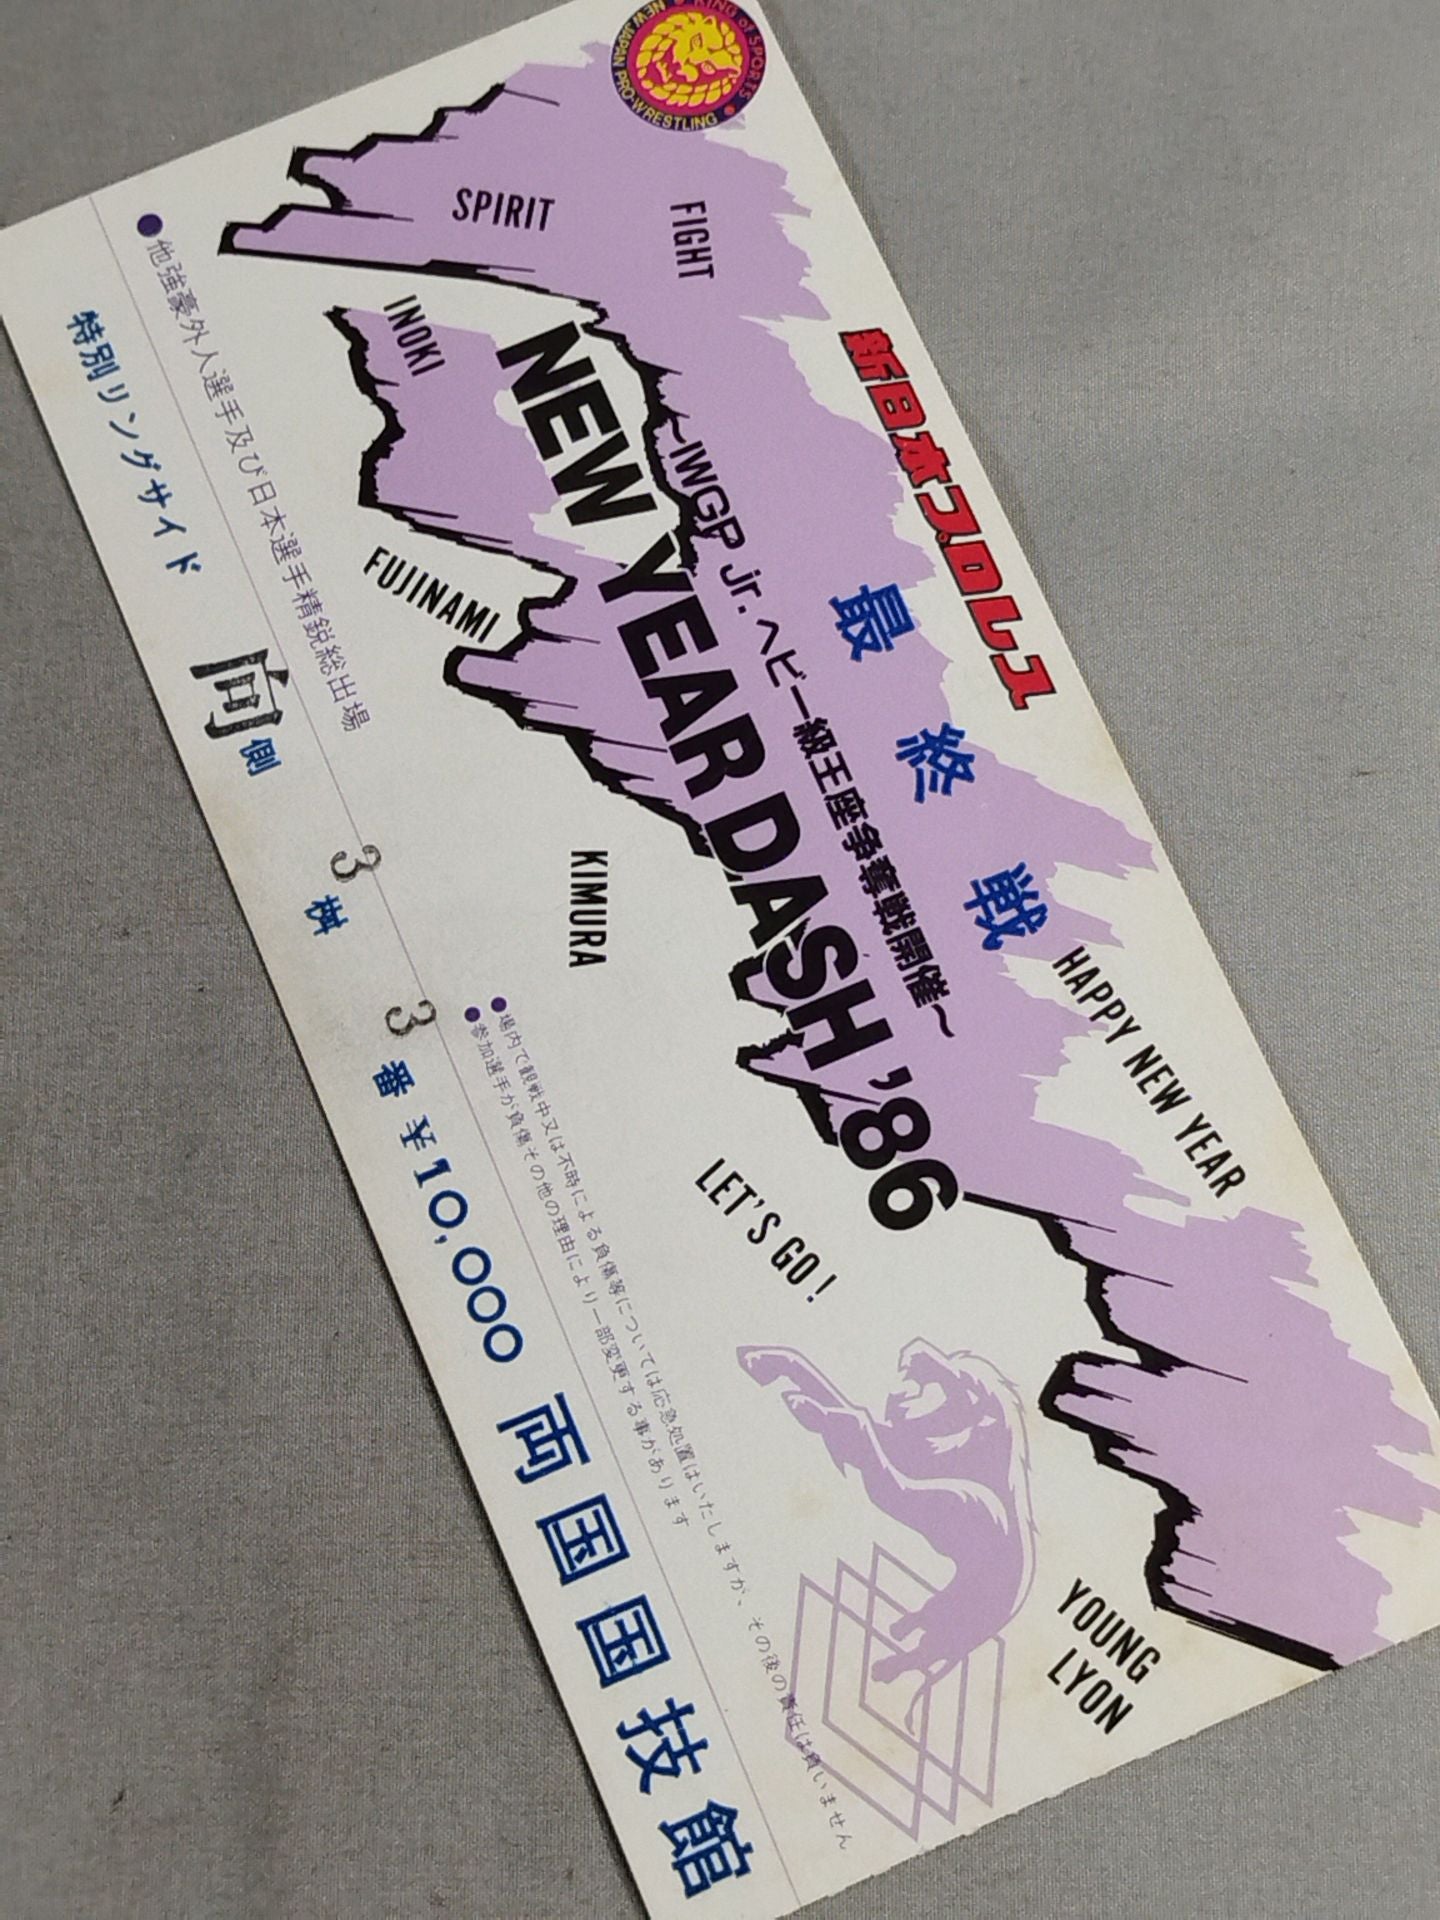 KING of SPORTS
NEW JAPAN PRO-WRESTLING
新日本プロレス
FIGHT
SPIRIT
最終戦
〜IWGP Jr. ヘビー級王座争奪戦開催〜
NEW YEAR DASH '86
INOKI
FUJINAMI
KIMURA
HAPPY NEW YEAR
LET'S GO!
YOUNG
LYON
●他強豪外人選手及び日本選手精鋭総出場
●場内で観戦中又は不時による負傷等については応急処置はいたしますが、その後の責任は負いません
●参加選手が負傷その他の理由により一部変更する事があります
特別リングサイド 向側 3桝 3番 ¥10,000 両国国技館